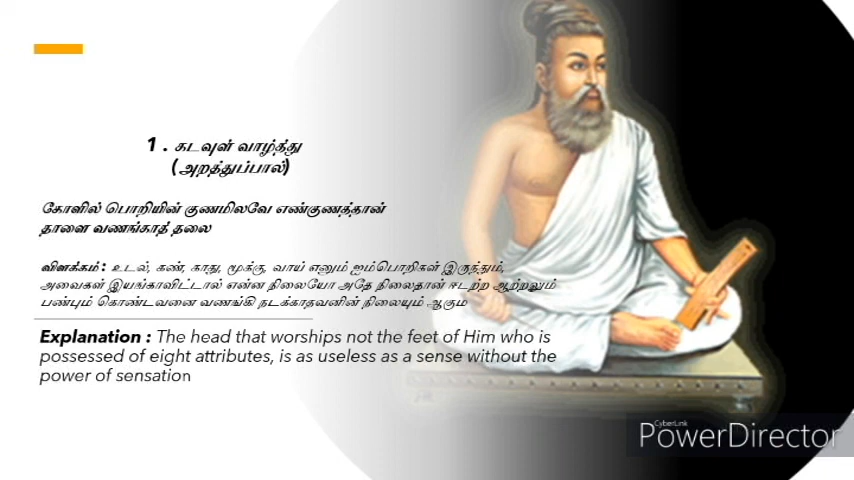 1 . கடவுள் வாழ்த்து
(அறத்துப்பால்)
கோளில் பொறியின் குணமிலவே எண்குணத்தான்
தாளை வணங்காத் தலை
விளக்கம் : உடல், கண், காது, மூக்கு, வாய் எனும் ஐம்பொறிகள் இருந்தும்,
அவைகள் இயங்காவிட்டால் என்ன நிலையோ அதே நிலைதான் ஈடற்ற ஆற்றலும்
பண்பும் கொண்டவனை வணங்கி நடக்காதவனின் நிலையும் ஆகும்
Explanation : The head that worships not the feet of Him who is
possessed of eight attributes, is as useless as a sense without the
power of sensation
CyberLink
PowerDirector